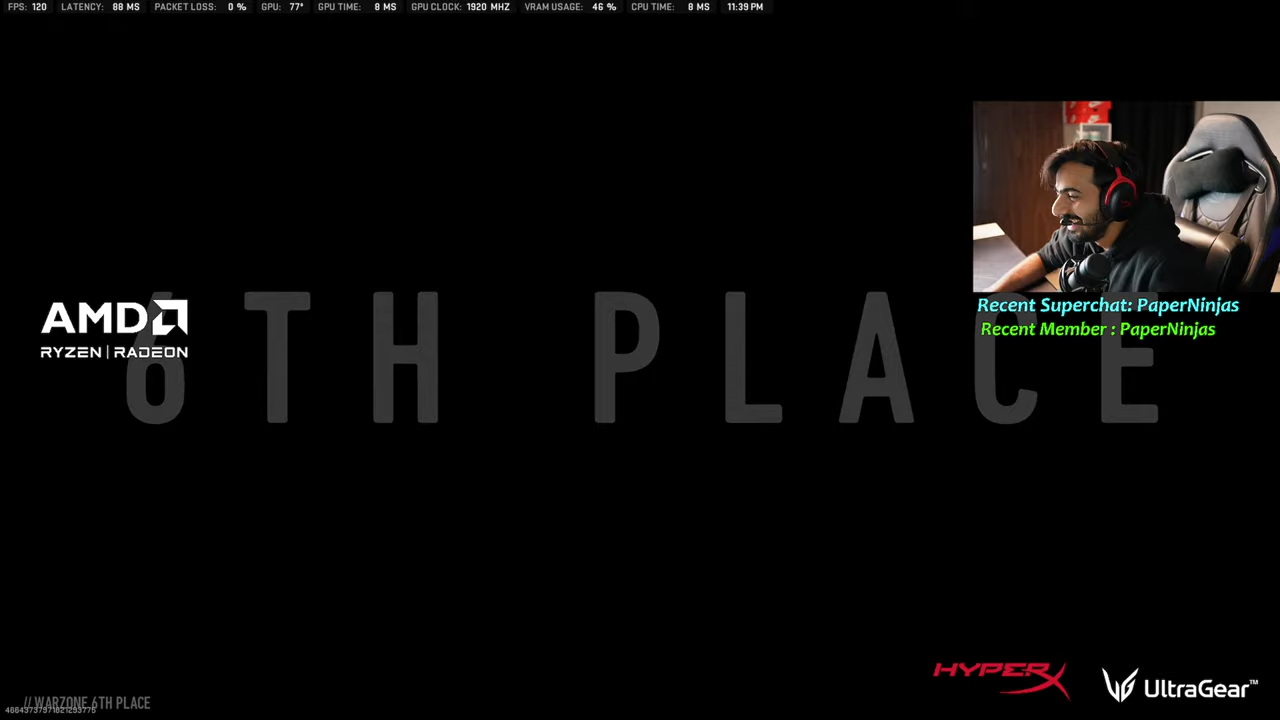 FPS: 120 LATENCY: 88 MS PACKET LOSS: 0 % GPU: 77° GPU TIME: 8 MS GPU CLOCK: 1920 MHZ VRAM USAGE: 46 % CPU TIME: 8 MS 11:39 PM
AMD
RYZEN | RADEON
6TH PLACE
Recent Superchat: PaperNinjas
Recent Member : PaperNinjas
HYPERX
UltraGear™
// WARZONE 6TH PLACE